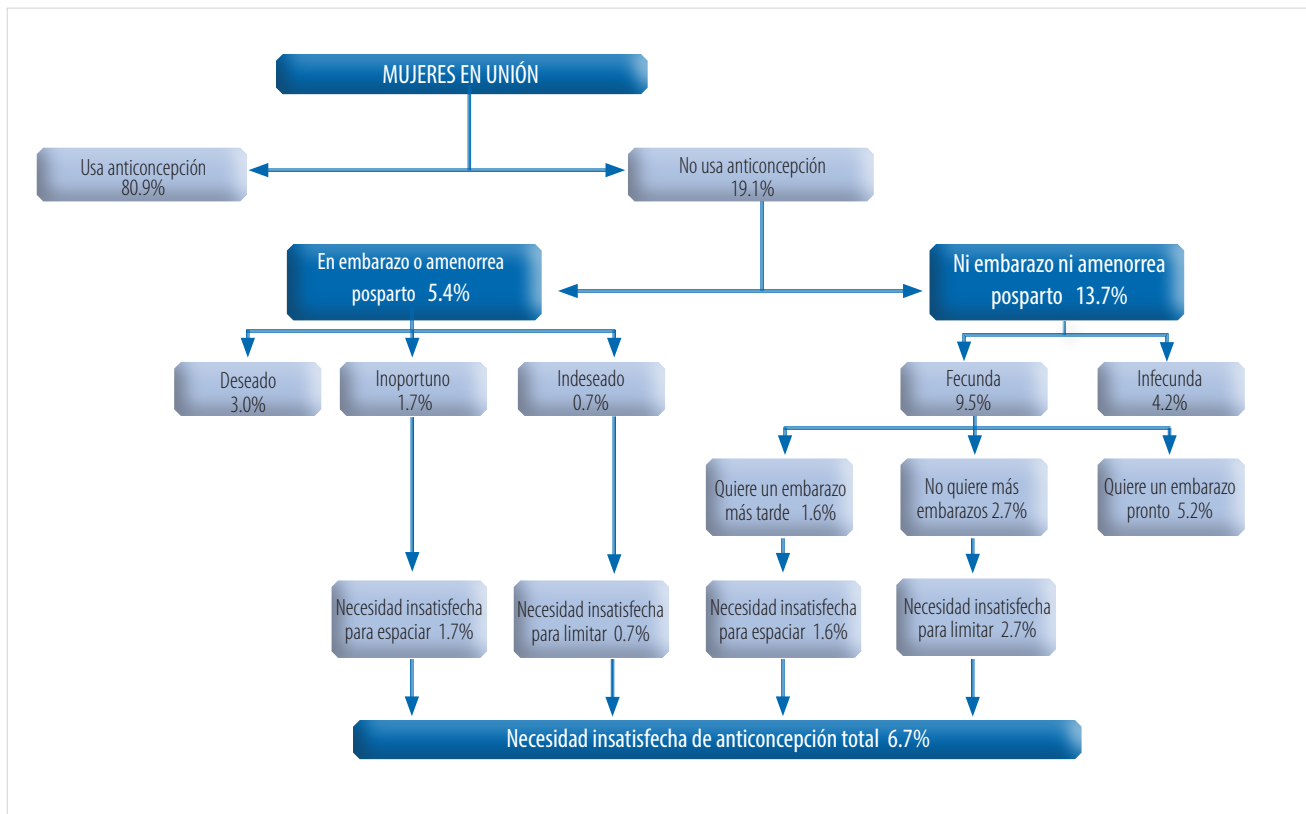 MUJERES EN UNIÓN
Usa anticoncepción
80.9%
No usa anticoncepción
19.1%
En embarazo o amenorrea
posparto 5.4%
Ni embarazo ni amenorrea
posparto 13.7%
Deseado
3.0%
Inoportuno
1.7%
Indeseado
0.7%
Fecunda
9.5%
Infecunda
4.2%
Quiere un embarazo
más tarde 1.6%
No quiere más
embarazos 2.7%
Quiere un embarazo
pronto 5.2%
Necesidad insatisfecha
para espaciar 1.7%
Necesidad insatisfecha
para limitar 0.7%
Necesidad insatisfecha
para espaciar 1.6%
Necesidad insatisfecha
para limitar 2.7%
Necesidad insatisfecha de anticoncepción total 6.7%